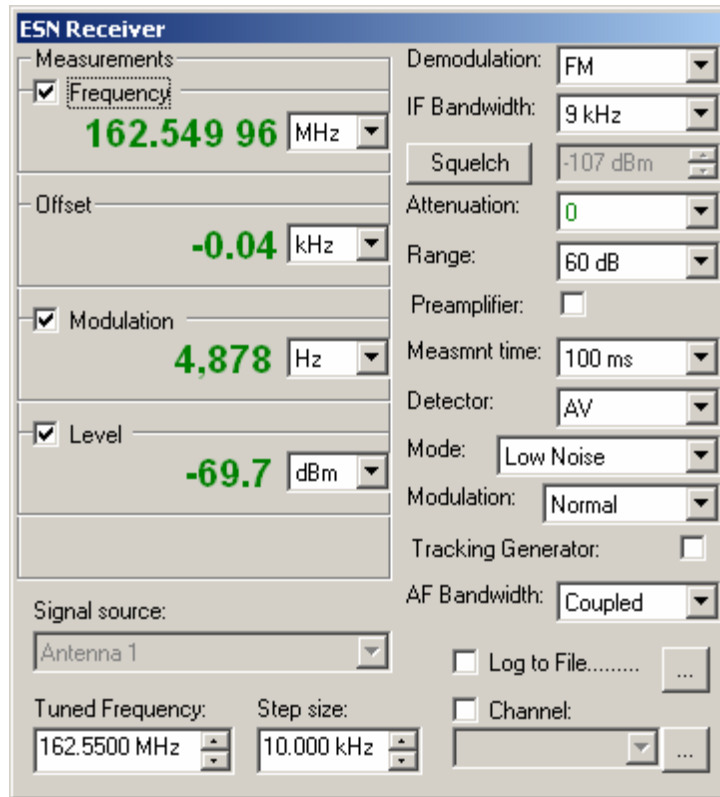 ESN Receiver
Measurements
Frequency
162.549 96 MHz
Offset
-0.04 kHz
Modulation
4,878 Hz
Level
-69.7 dBm
Signal source:
Antenna 1
Tuned Frequency: Step size:
162.5500 MHz 10.000 kHz
Demodulation: FM
IF Bandwidth: 9 kHz
Squelch -107 dBm
Attenuation: 0
Range: 60 dB
Preamplifier:
Measmnt time: 100 ms
Detector: AV
Mode: Low Noise
Modulation: Normal
Tracking Generator:
AF Bandwidth: Coupled
Log to File......... ...
Channel:
...